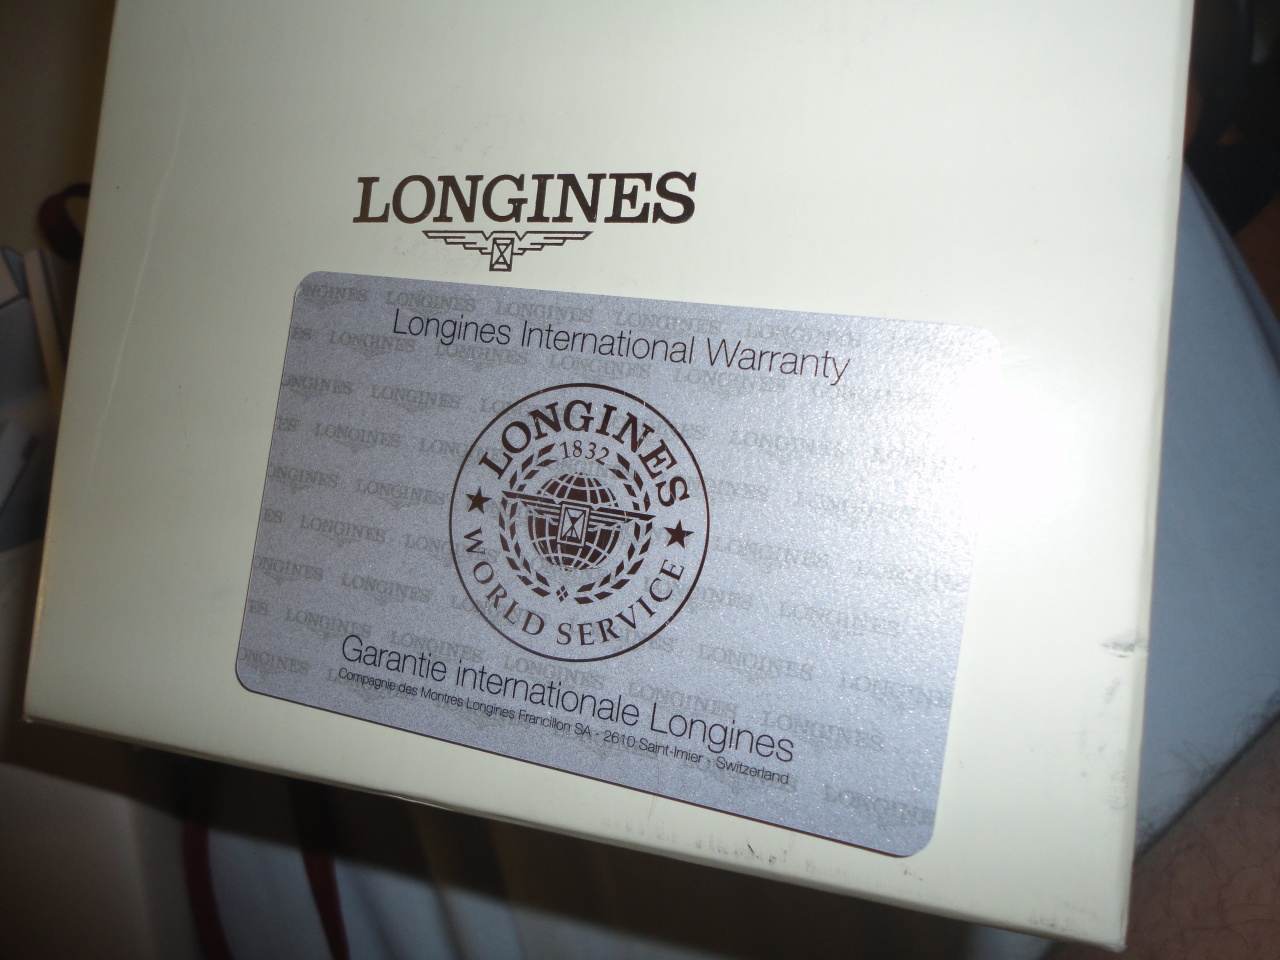 LONGINES
Longines International Warranty
LONGINES
1832
WORLD SERVICE
Garantie internationale Longines
Compagnie des Montres Longines Francillon SA - 2610 Saint-Imier - Switzerland